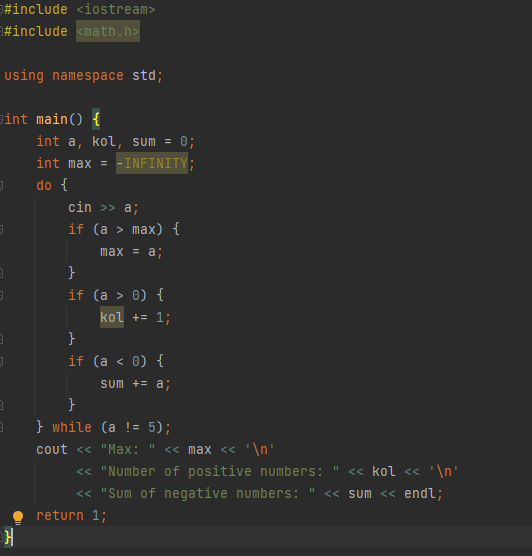 #include <iostream>
#include <math.h>

using namespace std;

int main() {
    int a, kol, sum = 0;
    int max = -INFINITY;
    do {
        cin >> a;
        if (a > max) {
            max = a;
        }
        if (a > 0) {
            kol += 1;
        }
        if (a < 0) {
            sum += a;
        }
    } while (a != 5);
    cout << "Max: " << max << '\n'
         << "Number of positive numbers: " << kol << '\n'
         << "Sum of negative numbers: " << sum << endl;
    return 1;
}